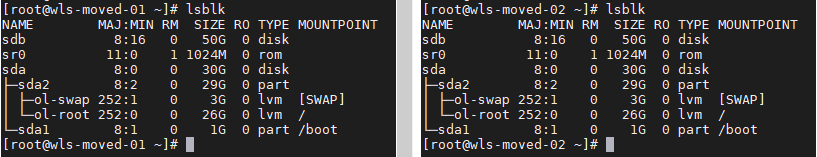 [root@wls-moved-01 ~]# lsblk
NAME        MAJ:MIN RM  SIZE RO TYPE MOUNTPOINT
sdb           8:16   0   50G  0 disk
sr0          11:0    1 1024M  0 rom
sda           8:0    0   30G  0 disk
├─sda2        8:2    0   29G  0 part
│ ├─ol-swap 252:1    0    3G  0 lvm  [SWAP]
│ └─ol-root 252:0    0   26G  0 lvm  /
└─sda1        8:1    0    1G  0 part /boot
[root@wls-moved-01 ~]#
[root@wls-moved-02 ~]# lsblk
NAME        MAJ:MIN RM  SIZE RO TYPE MOUNTPOINT
sdb           8:16   0   50G  0 disk
sr0          11:0    1 1024M  0 rom
sda           8:0    0   30G  0 disk
├─sda2        8:2    0   29G  0 part
│ ├─ol-swap 252:1    0    3G  0 lvm  [SWAP]
│ └─ol-root 252:0    0   26G  0 lvm  /
└─sda1        8:1    0    1G  0 part /boot
[root@wls-moved-02 ~]#